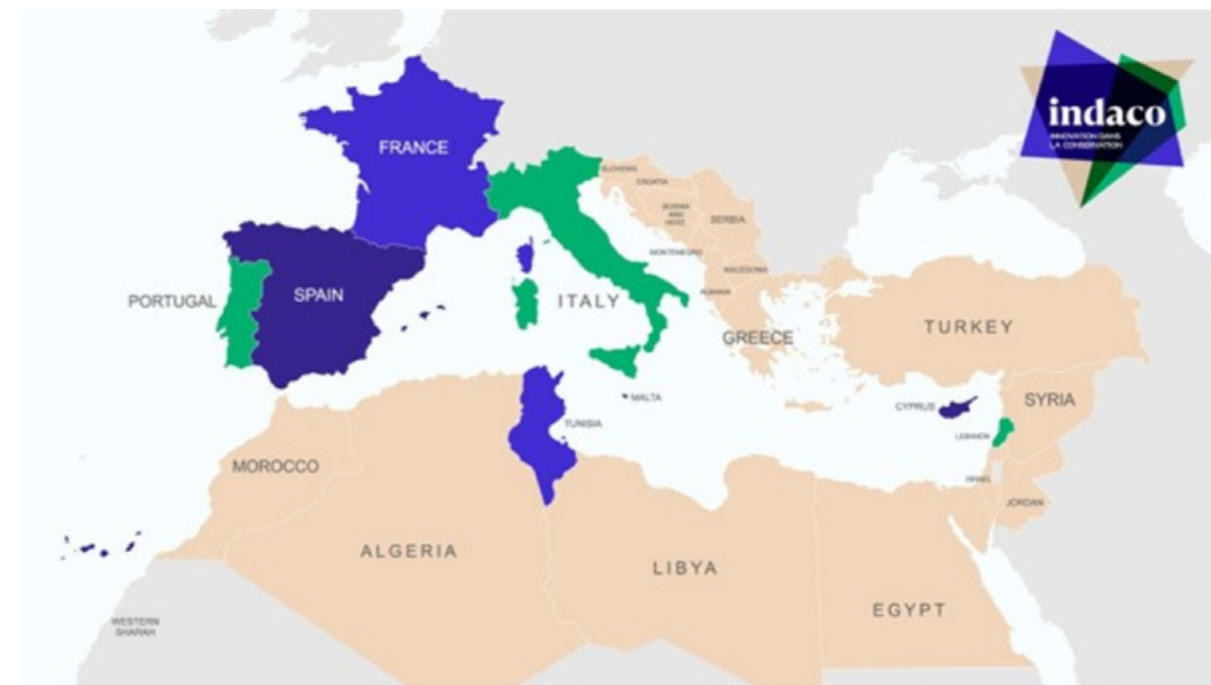 indaco
INNOVATION DANS
LA CONSERVATION
FRANCE
SLOVENIA
CROATIA
BOSNIA
AND
HERZ.
SERBIA
MONTENEGRO
MACEDONIA
ALBANIA
PORTUGAL
SPAIN
ITALY
GREECE
TURKEY
MALTA
CYPRUS
SYRIA
TUNISIA
LEBANON
MOROCCO
ISRAEL
JORDAN
ALGERIA
LIBYA
EGYPT
WESTERN
SHARAH